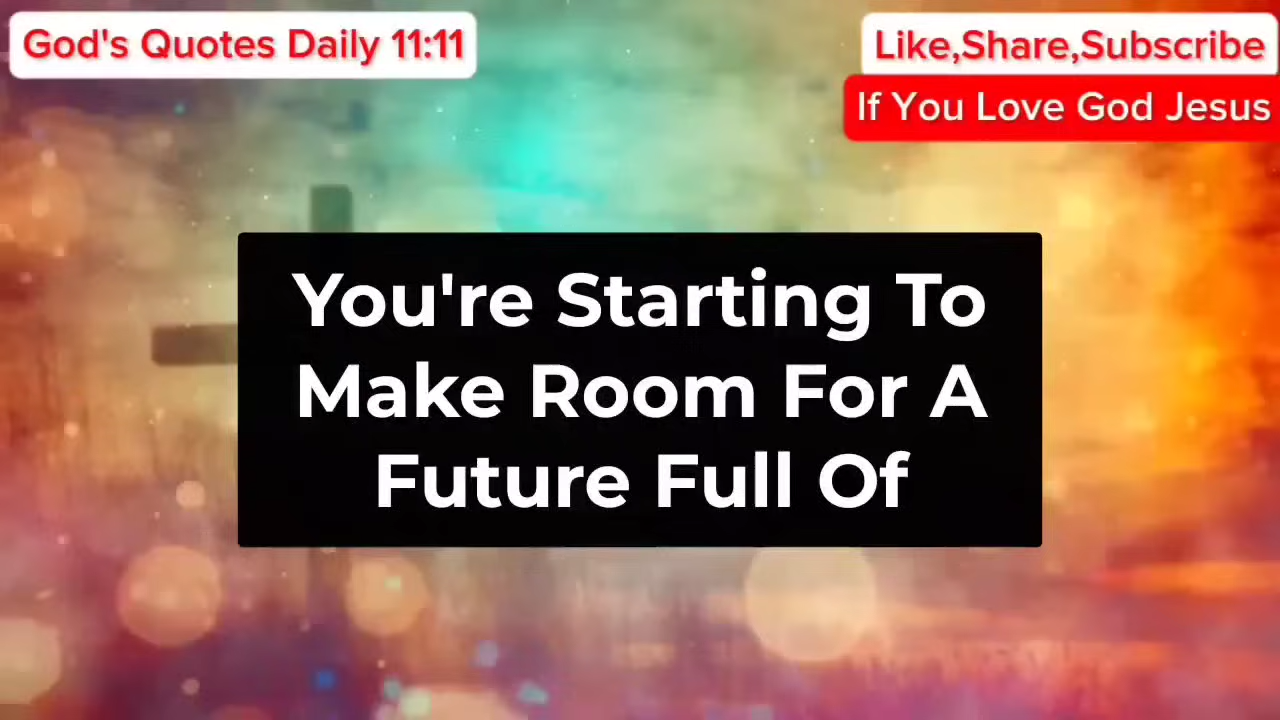 God's Quotes Daily 11:11
Like,Share,Subscribe
If You Love God Jesus
You're Starting To
Make Room For A
Future Full Of